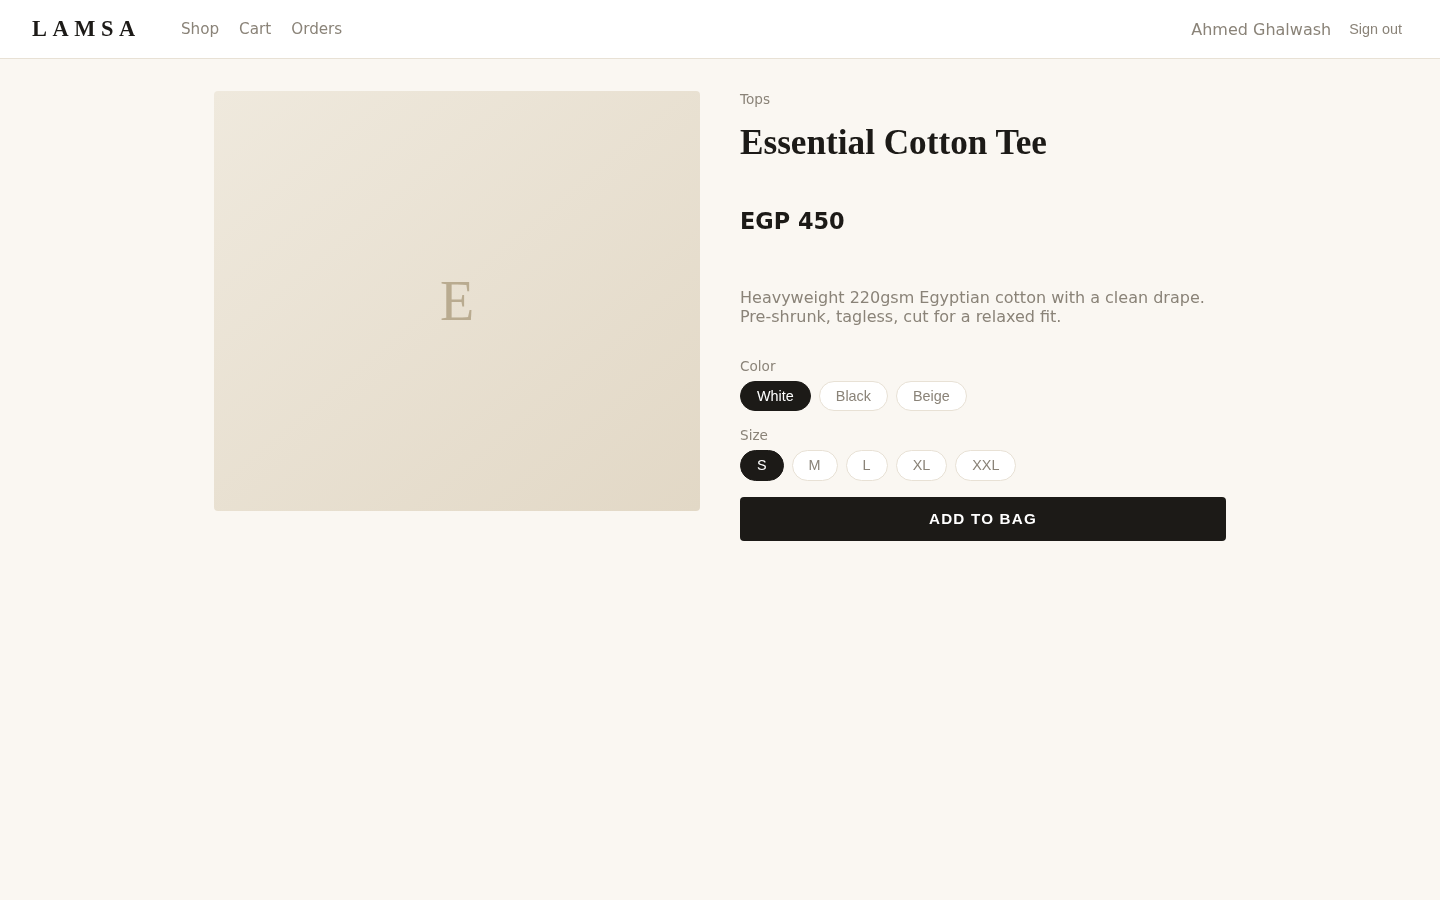 LAMSA
Shop
Cart
Orders
Ahmed Ghalwash
Sign out
E
Tops
Essential Cotton Tee
EGP 450
Heavyweight 220gsm Egyptian cotton with a clean drape.
Pre-shrunk, tagless, cut for a relaxed fit.
Color
White
Black
Beige
Size
S
M
L
XL
XXL
ADD TO BAG